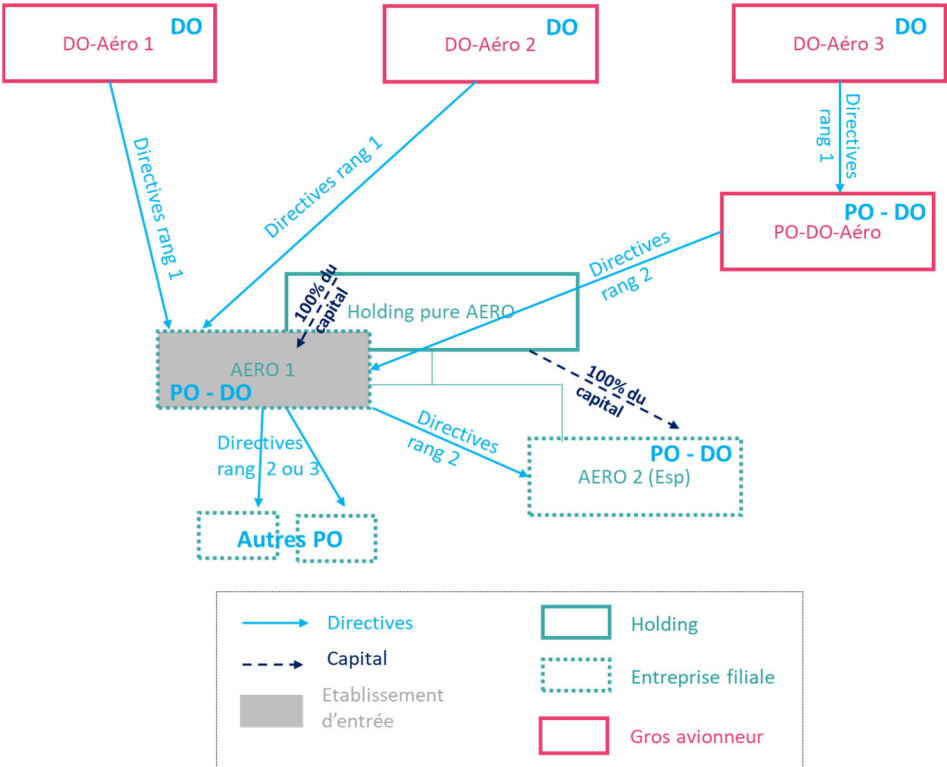 DO
DO-Aéro 1
DO
DO-Aéro 2
DO
DO-Aéro 3
Directives rang 1
Directives rang 1
Directives
rang 1
PO - DO
PO-DO-Aéro
Directives
rang 2
100% du
capital
Holding pure AERO
AERO 1
PO - DO
100% du
capital
Directives
rang 2
Directives
rang 2 ou 3
PO - DO
AERO 2 (Esp)
Autres PO
Directives
Capital
Etablissement
d'entrée
Holding
Entreprise filiale
Gros avionneur